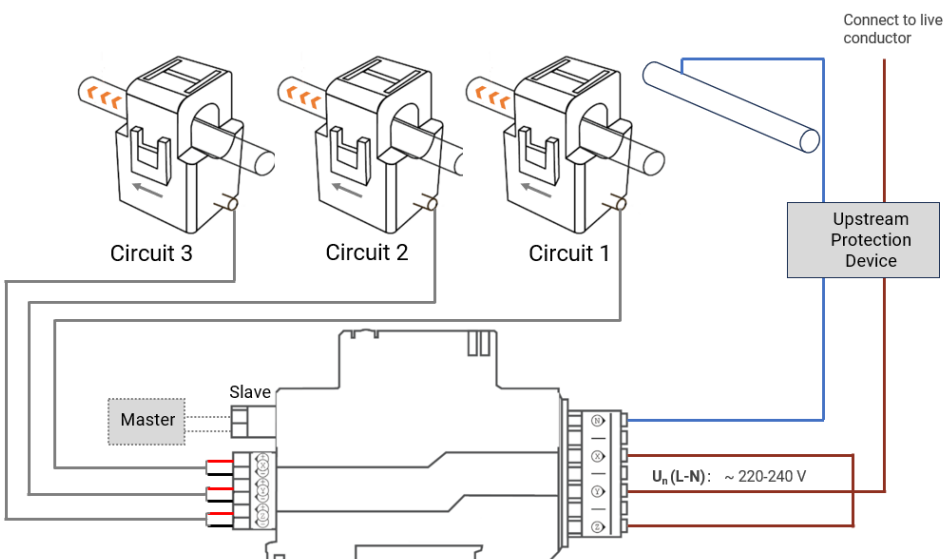 Connect to live
conductor
Upstream
Protection
Device
Circuit 3
Circuit 2
Circuit 1
Slave
Master
N
X
Y
Z
Un (L-N): ~ 220-240 V